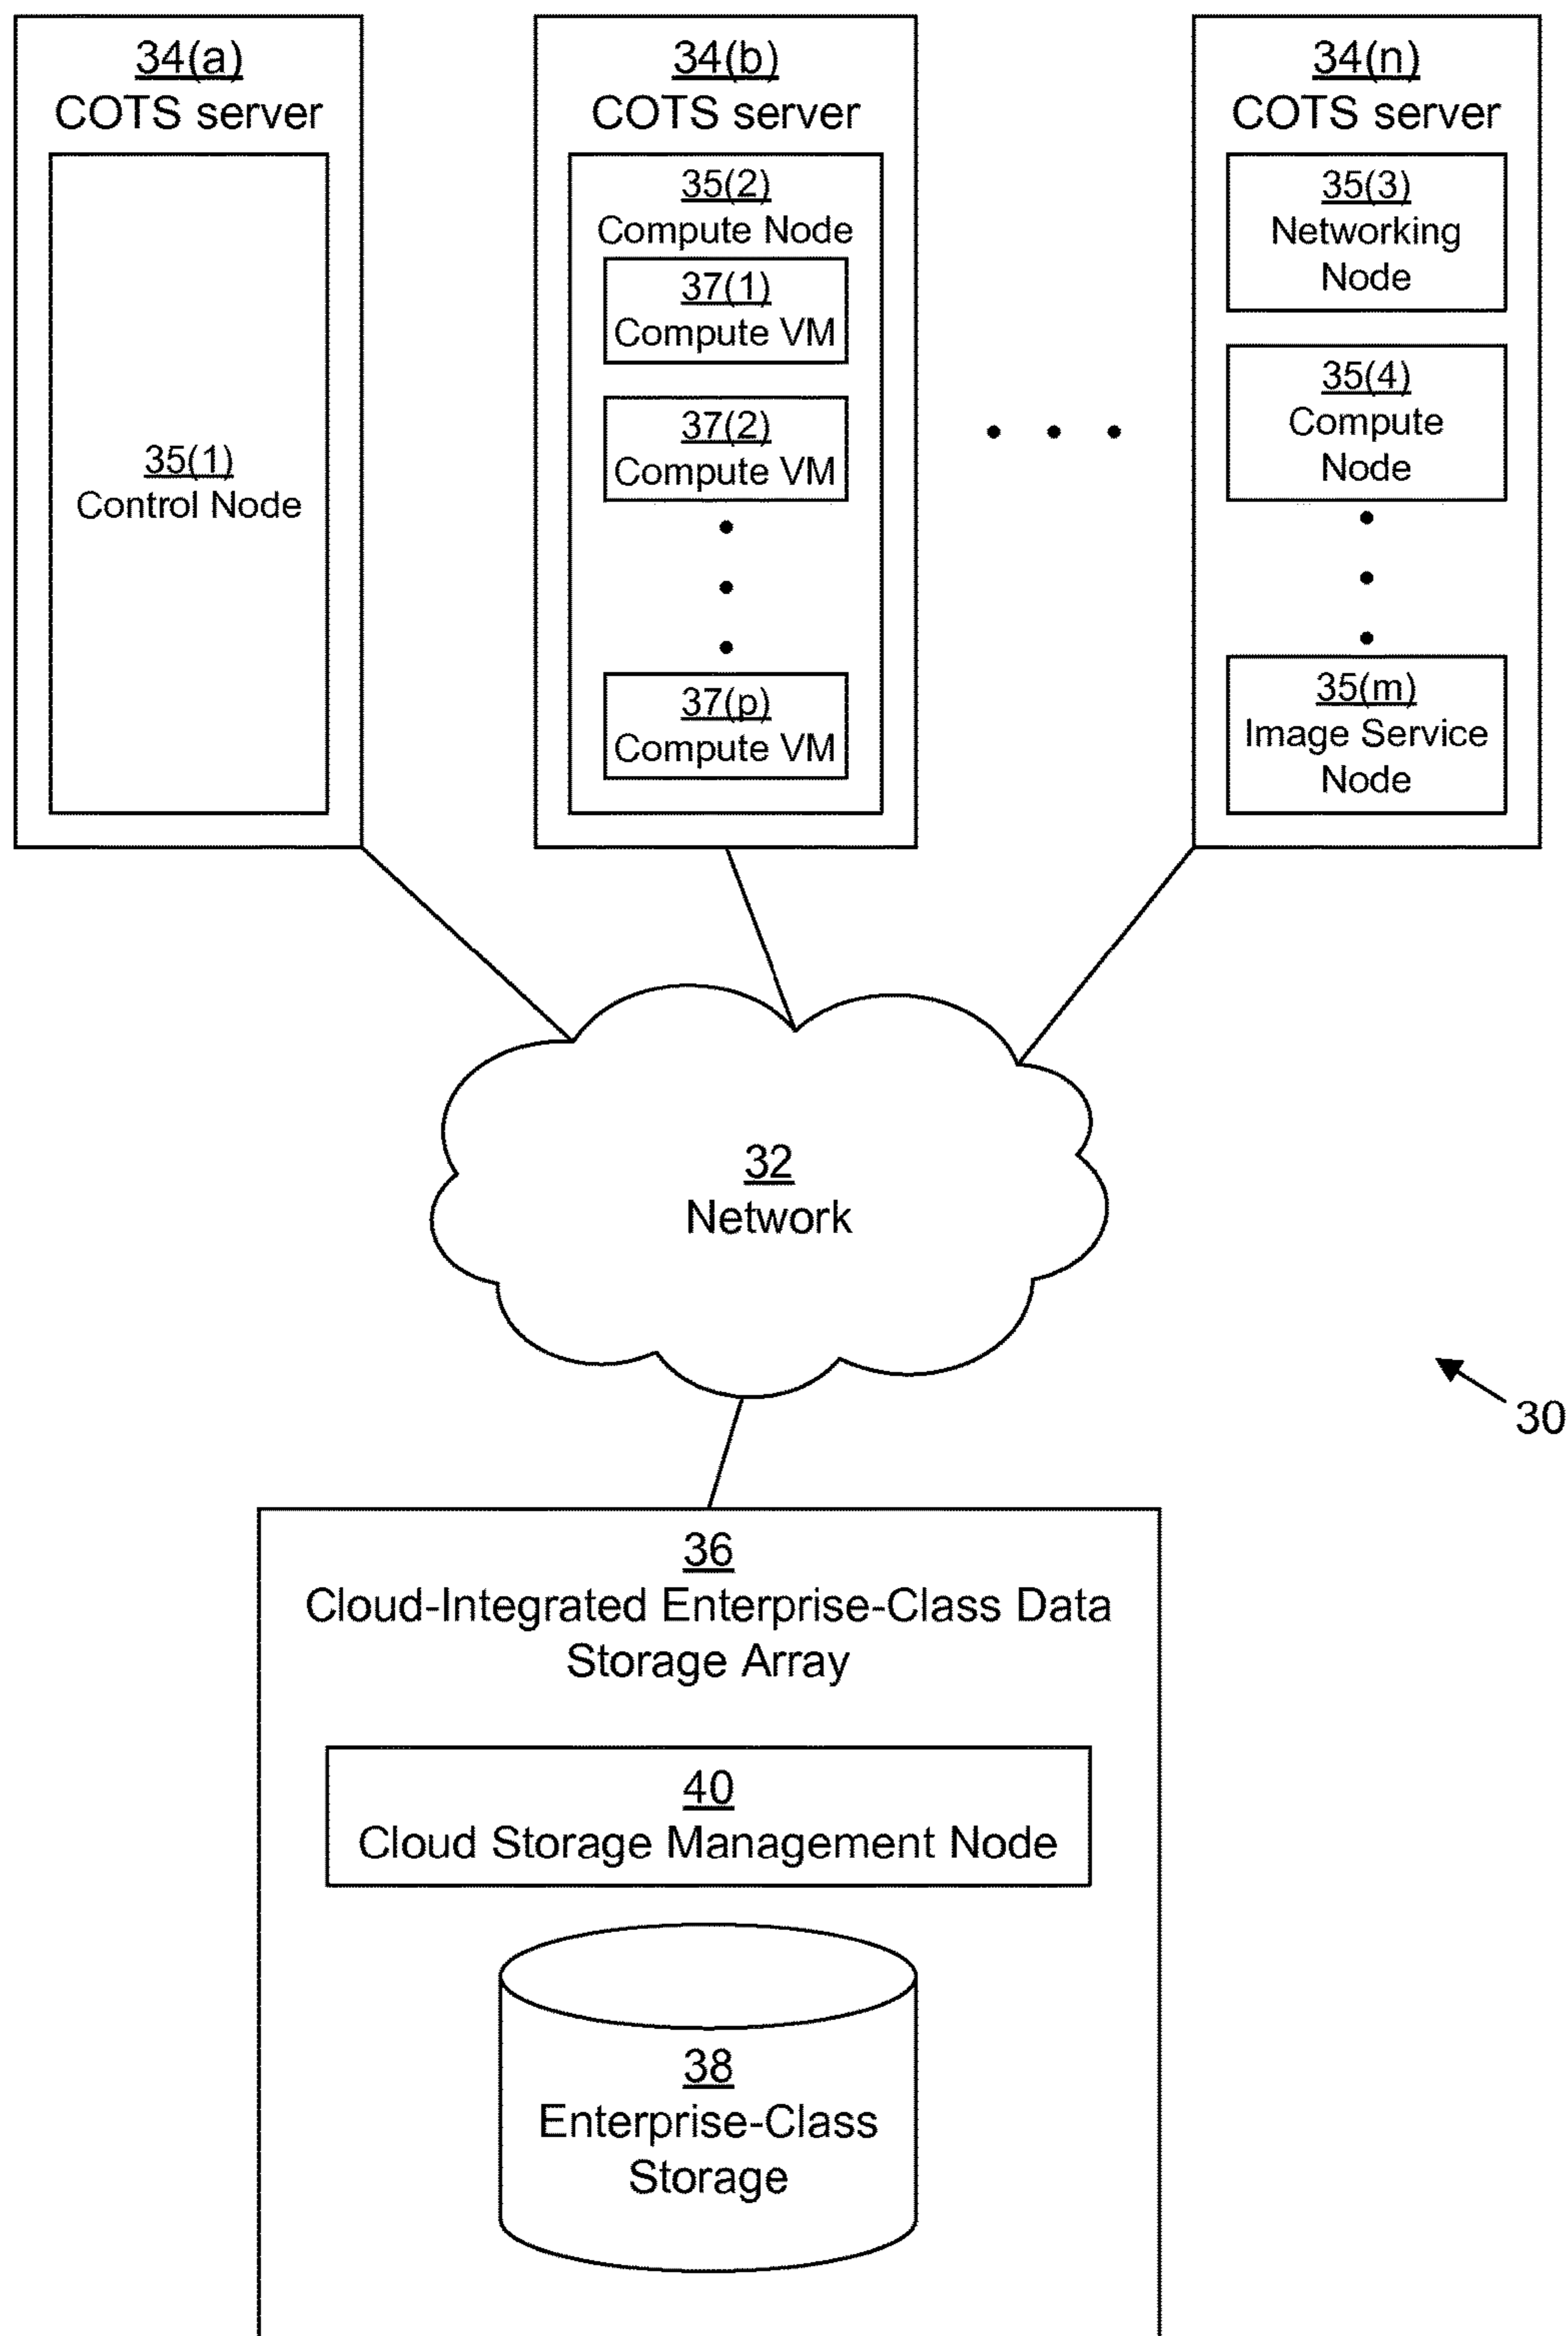 34(a)
COTS server
35(1)
Control Node
34(b)
COTS server
35(2)
Compute Node
37(1)
Compute VM
37(2)
Compute VM
37(p)
Compute VM
34(n)
COTS server
35(3)
Networking
Node
35(4)
Compute
Node
35(m)
Image Service
Node
32
Network
30
36
Cloud-Integrated Enterprise-Class Data
Storage Array
40
Cloud Storage Management Node
38
Enterprise-Class
Storage